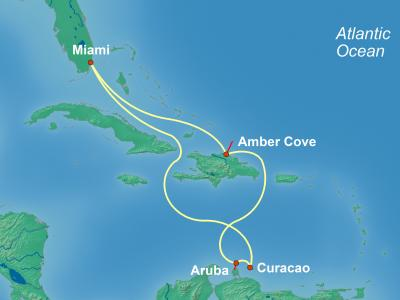 Atlantic
Ocean
Miami
Amber Cove
Aruba
Curacao